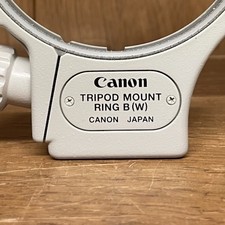 Canon
TRIPOD MOUNT
RING B (W)
CANON JAPAN